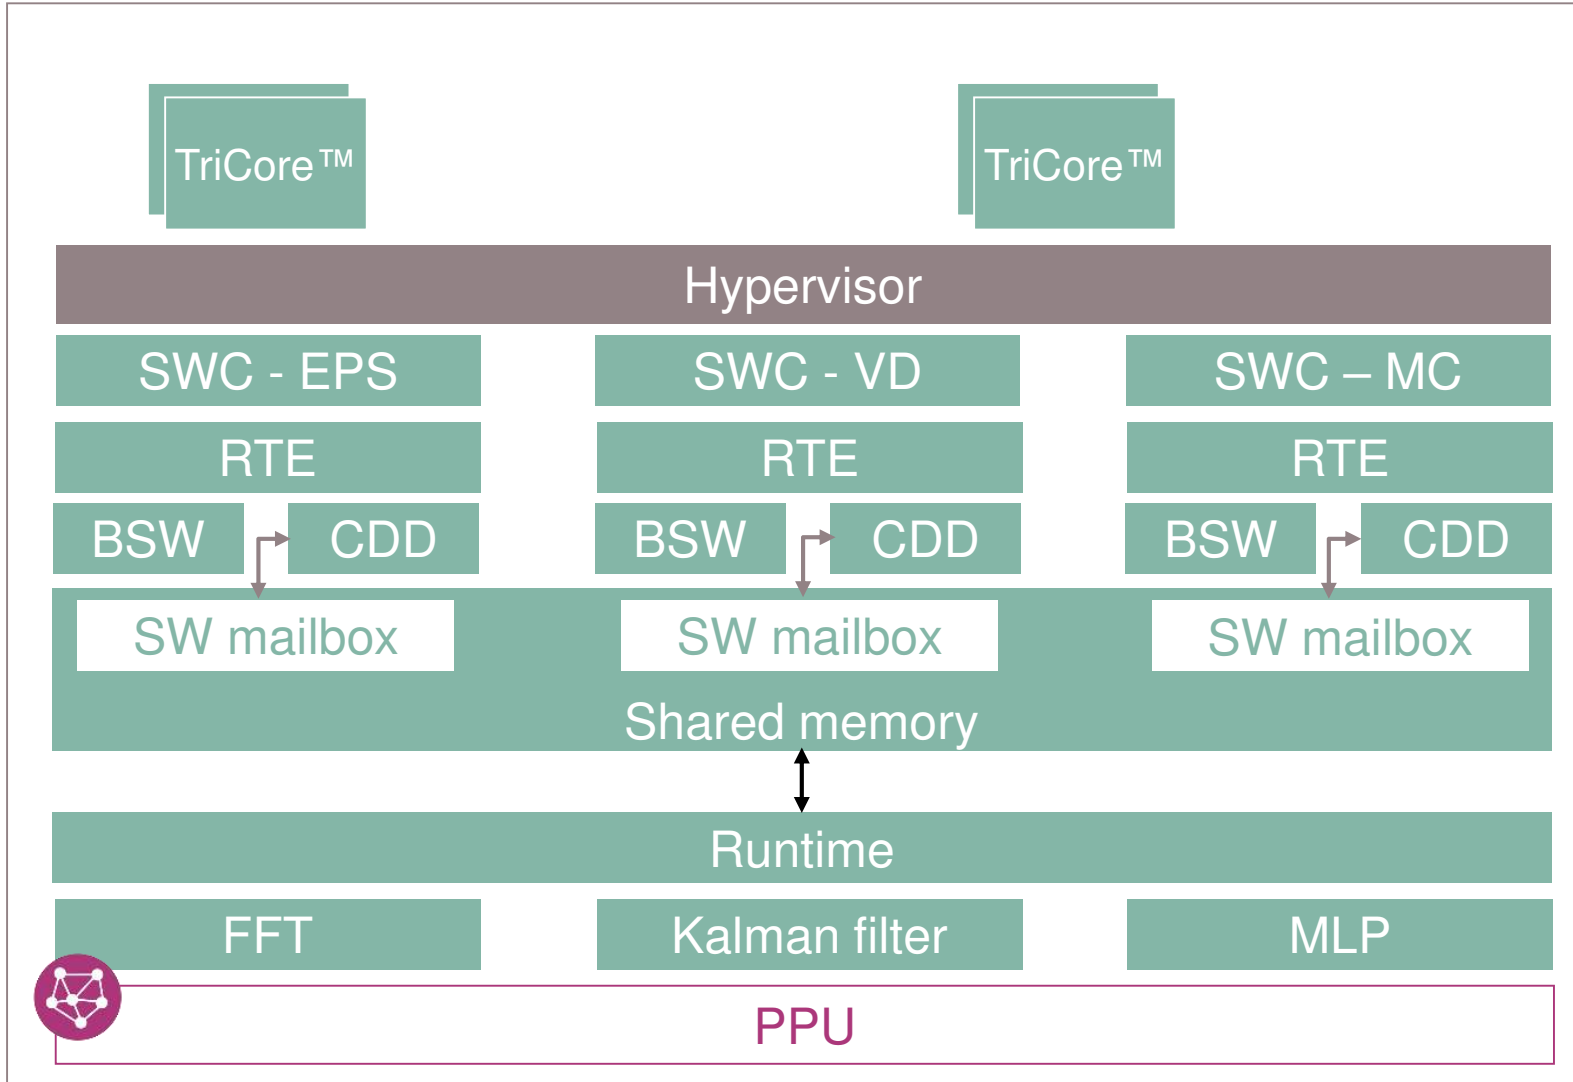 TriCore™
TriCore™
Hypervisor
SWC - EPS
SWC - VD
SWC – MC
RTE
RTE
RTE
BSW
CDD
BSW
CDD
BSW
CDD
SW mailbox
SW mailbox
SW mailbox
Shared memory
Runtime
FFT
Kalman filter
MLP
PPU